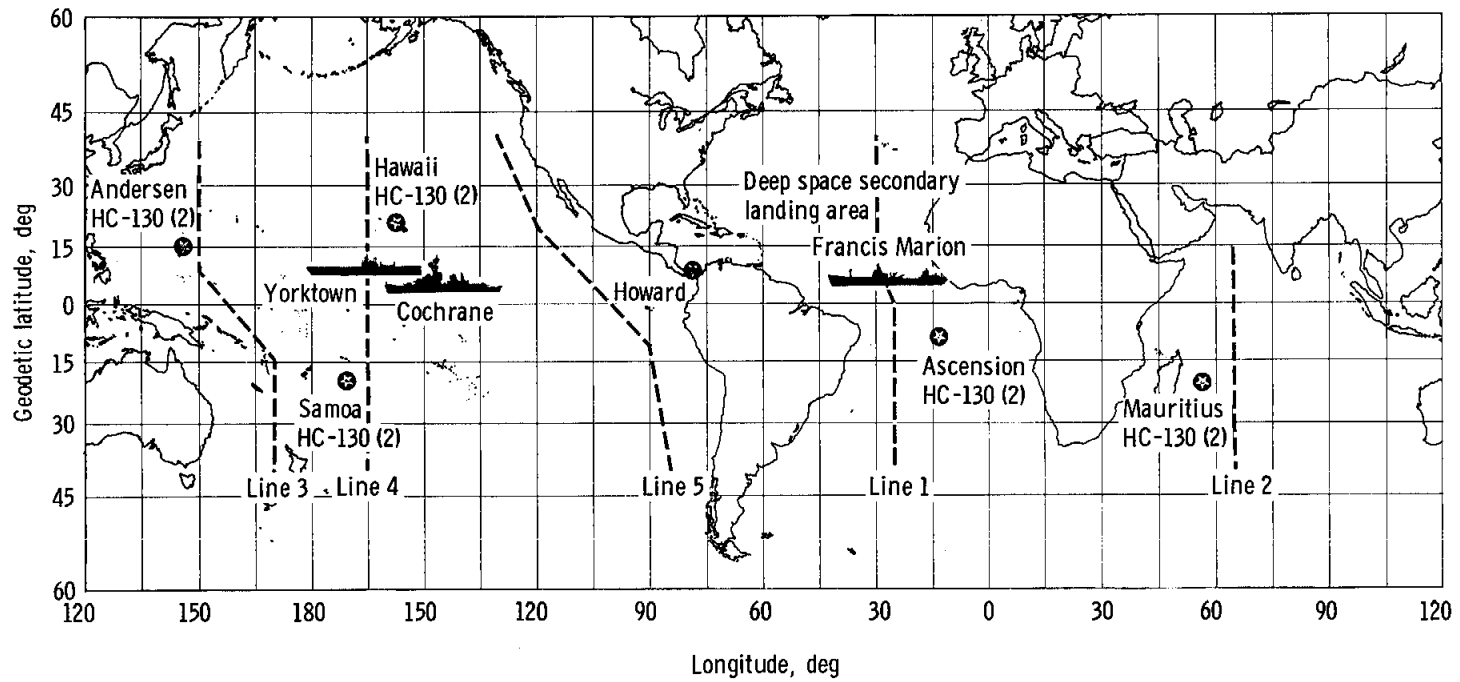 60
45
30
15
0
15
30
45
60
Geodetic latitude, deg
Andersen
HC-130 (2)
Hawaii
HC-130 (2)
Deep space secondary
landing area
Francis Marion
Yorktown
Cochrane
Howard
Ascension
HC-130 (2)
Samoa
HC-130 (2)
Mauritius
HC-130 (2)
Line 3
Line 4
Line 5
Line 1
Line 2
120 150 180 150 120 90 60 30 0 30 60 90 120
Longitude, deg